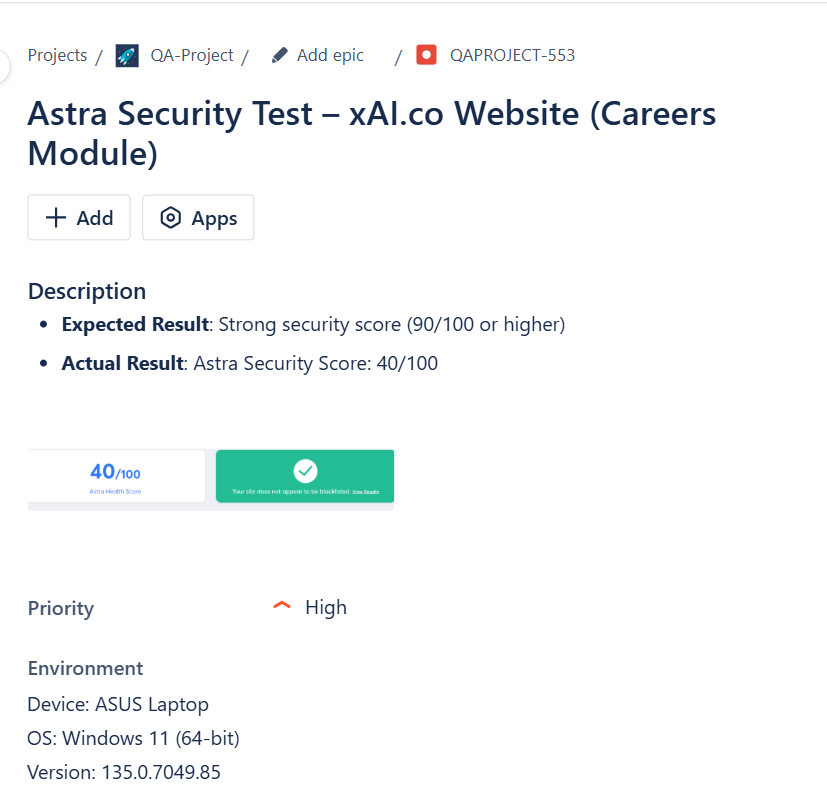 Projects / QA-Project / Add epic / QAPROJECT-553
Astra Security Test – xAI.co Website (Careers
Module)
Add Apps
Description
• Expected Result: Strong security score (90/100 or higher)
• Actual Result: Astra Security Score: 40/100
40/100
Astra Health Score
Your site does not appear to be blacklisted. View Results
Priority High
Environment
Device: ASUS Laptop
OS: Windows 11 (64-bit)
Version: 135.0.7049.85